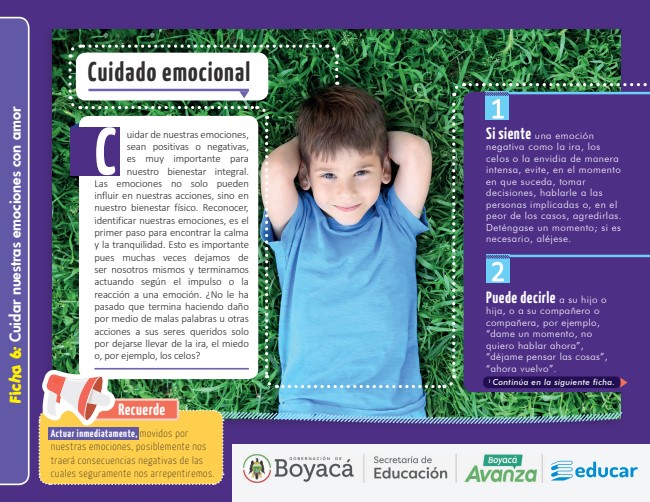 Ficha 6: Cuidar nuestras emociones con amor
Cuidado emocional
Cuidar de nuestras emociones,
sean positivas o negativas,
es muy importante para
nuestro bienestar integral.
Las emociones no solo pueden
influir en nuestras acciones, sino en
nuestro bienestar físico. Reconocer,
identificar nuestras emociones, es el
primer paso para encontrar la calma
y la tranquilidad. Esto es importante
pues muchas veces dejamos de
ser nosotros mismos y terminamos
actuando según el impulso o la
reacción a una emoción. ¿No le ha
pasado que termina haciendo daño
por medio de malas palabras u otras
acciones a sus seres queridos solo
por dejarse llevar de la ira, el miedo
o, por ejemplo, los celos?
1
Si siente una emoción
negativa como la ira, los
celos o la envidia de manera
intensa, evite, en el momento
en que suceda, tomar
decisiones, hablarle a las
personas implicadas o, en el
peor de los casos, agredirlas.
Deténgase un momento; si es
necesario, aléjese.
2
Puede decirle a su hijo o
hija, o a su compañero o
compañera, por ejemplo,
“dame un momento, no
quiero hablar ahora”,
“déjame pensar las cosas”,
“ahora vuelvo”.
Continúa en la siguiente ficha.
Recuerde
Actuar inmediatamente, movidos por
nuestras emociones, posiblemente nos
traerá consecuencias negativas de las
cuales seguramente nos arrepentiremos.
GOBERNACIÓN DE
Boyacá
Secretaría de
Educación
Boyacá
Avanza
educar